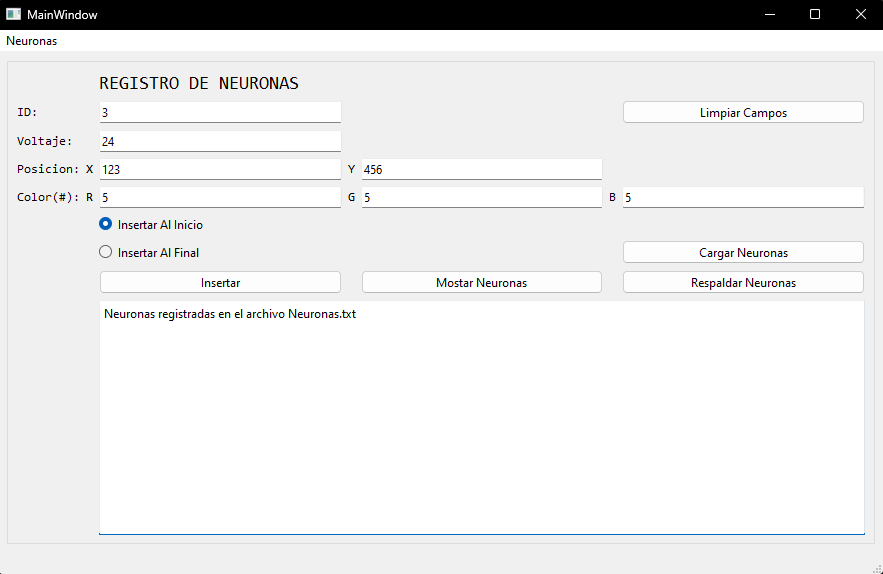 MainWindow
Neuronas
REGISTRO DE NEURONAS
ID: 3 Limpiar Campos
Voltaje: 24
Posicion: X 123 Y 456
Color(#): R 5 G 5 B 5
Insertar Al Inicio
Insertar Al Final Cargar Neuronas
Insertar Mostar Neuronas Respaldar Neuronas
Neuronas registradas en el archivo Neuronas.txt